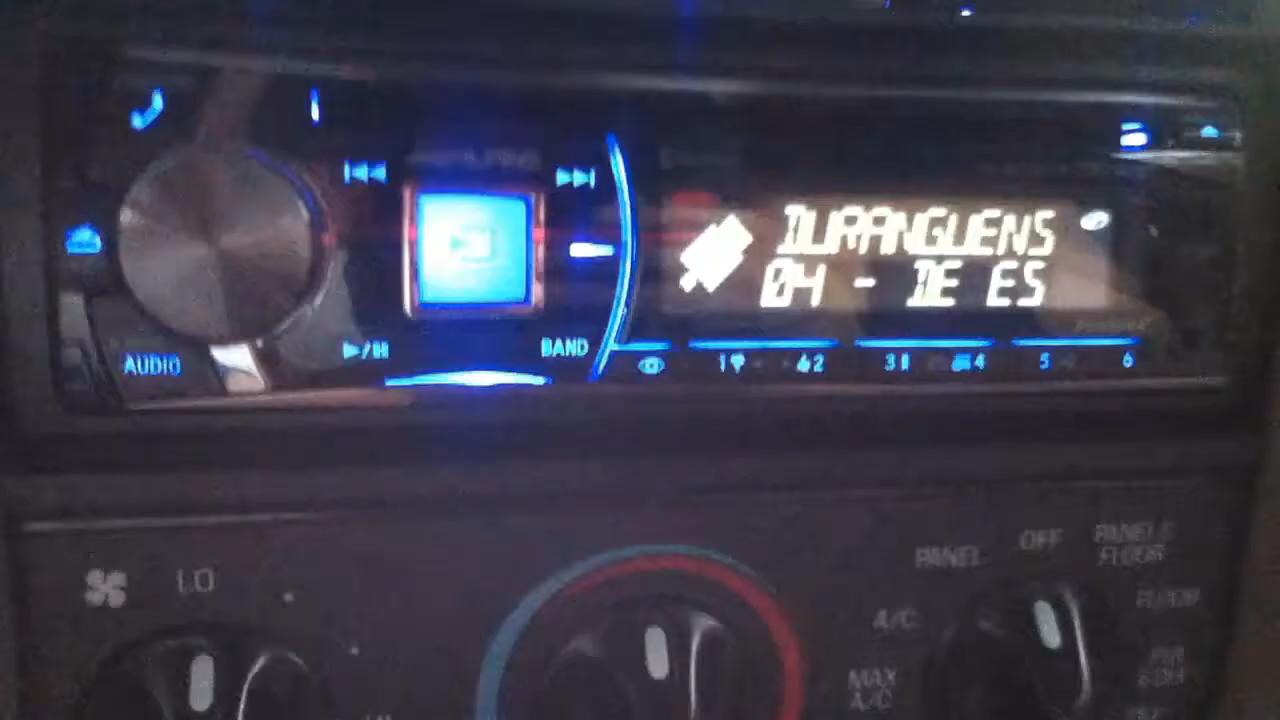 DURANGUENS
04 - DE ES
AUDIO
BAND
1 2 3 4 5 6
LO
PANEL
OFF
PANEL &
FLOOR
FLOOR
A/C
MAX
A/C